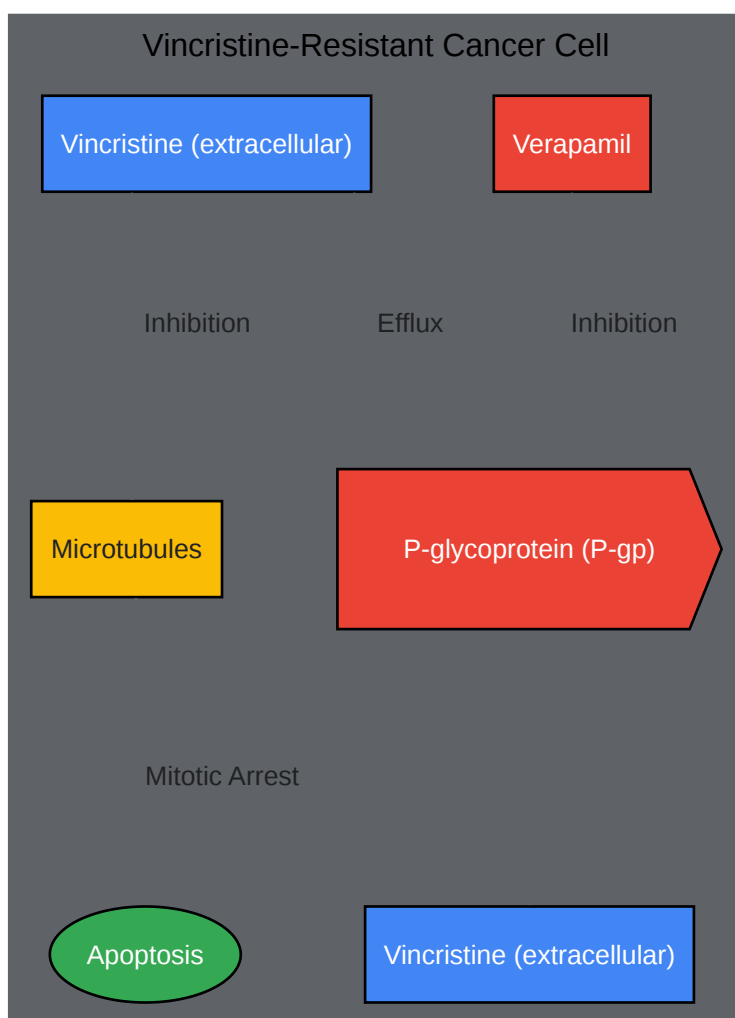 Vincristine-Resistant Cancer Cell
Vincristine (extracellular)
Verapamil
Inhibition
Efflux
Inhibition
Microtubules
P-glycoprotein (P-gp)
Mitotic Arrest
Apoptosis
Vincristine (extracellular)